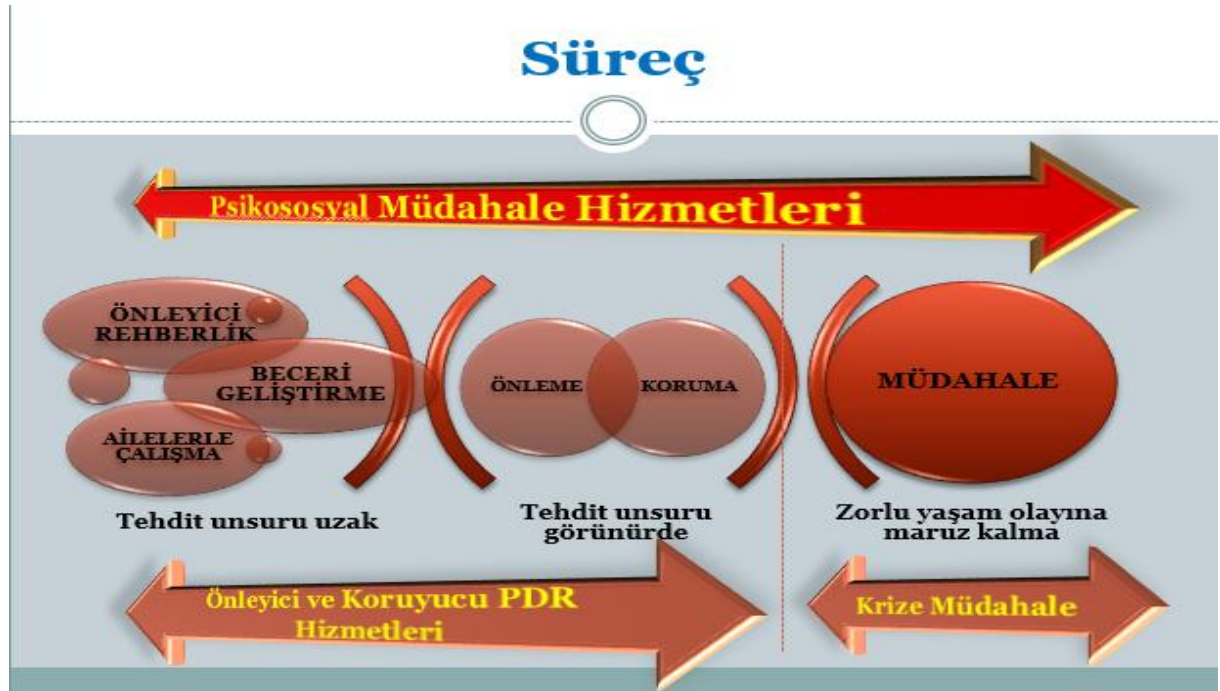 Süreç
Psikososyal Müdahale Hizmetleri
ÖNLEYİCİ
REHBERLİK
BECERİ
GELİŞTİRME
AİLELERLE
ÇALIŞMA
ÖNLEME
KORUMA
MÜDAHALE
Tehdit unsuru uzak
Tehdit unsuru
görünürde
Zorlu yaşam olayına
maruz kalma
Önleyici ve Koruyucu PDR
Hizmetleri
Krize Müdahale